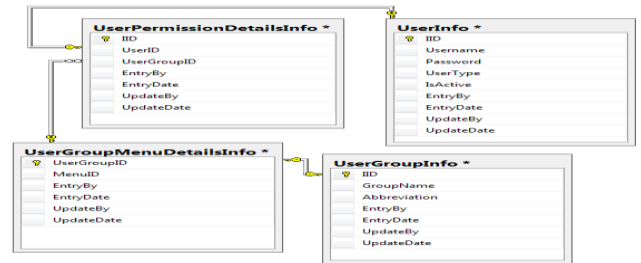 UserPermissionDetailsInfo *
IID
UserID
UserGroupID
EntryBy
EntryDate
UpdateBy
UpdateDate
UserInfo *
IID
Username
Password
UserType
IsActive
EntryBy
EntryDate
UpdateBy
UpdateDate
UserGroupMenuDetailsInfo *
UserGroupID
MenuID
EntryBy
EntryDate
UpdateBy
UpdateDate
UserGroupInfo *
IID
GroupName
Abbreviation
EntryBy
EntryDate
UpdateBy
UpdateDate